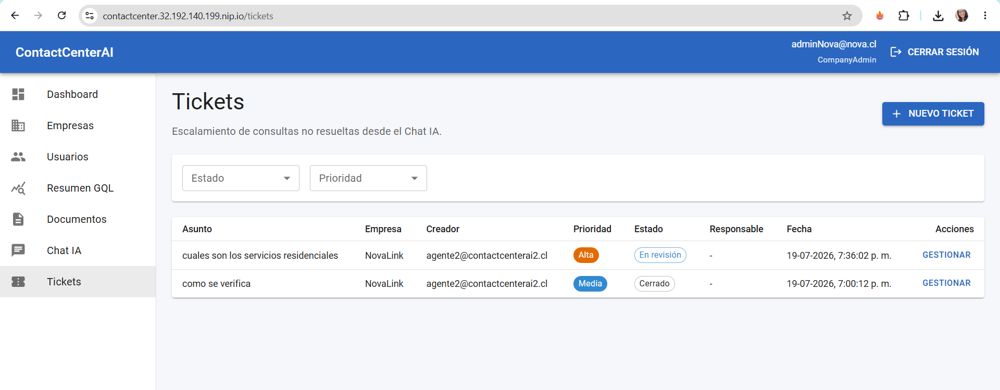 contactcenter.32.192.140.199.nip.io/tickets
ContactCenterAI
adminNova@nova.cl
CompanyAdmin
CERRAR SESIÓN
Dashboard
Empresas
Usuarios
Resumen GQL
Documentos
Chat IA
Tickets
Tickets
Escalamiento de consultas no resueltas desde el Chat IA.
NUEVO TICKET
Estado Prioridad
Asunto Empresa Creador Prioridad Estado Responsable Fecha Acciones
cuales son los servicios residenciales NovaLink agente2@contactcenterai2.cl Alta En revisión - 19-07-2026, 7:36:02 p. m. GESTIONAR
como se verifica NovaLink agente2@contactcenterai2.cl Media Cerrado - 19-07-2026, 7:00:12 p. m. GESTIONAR